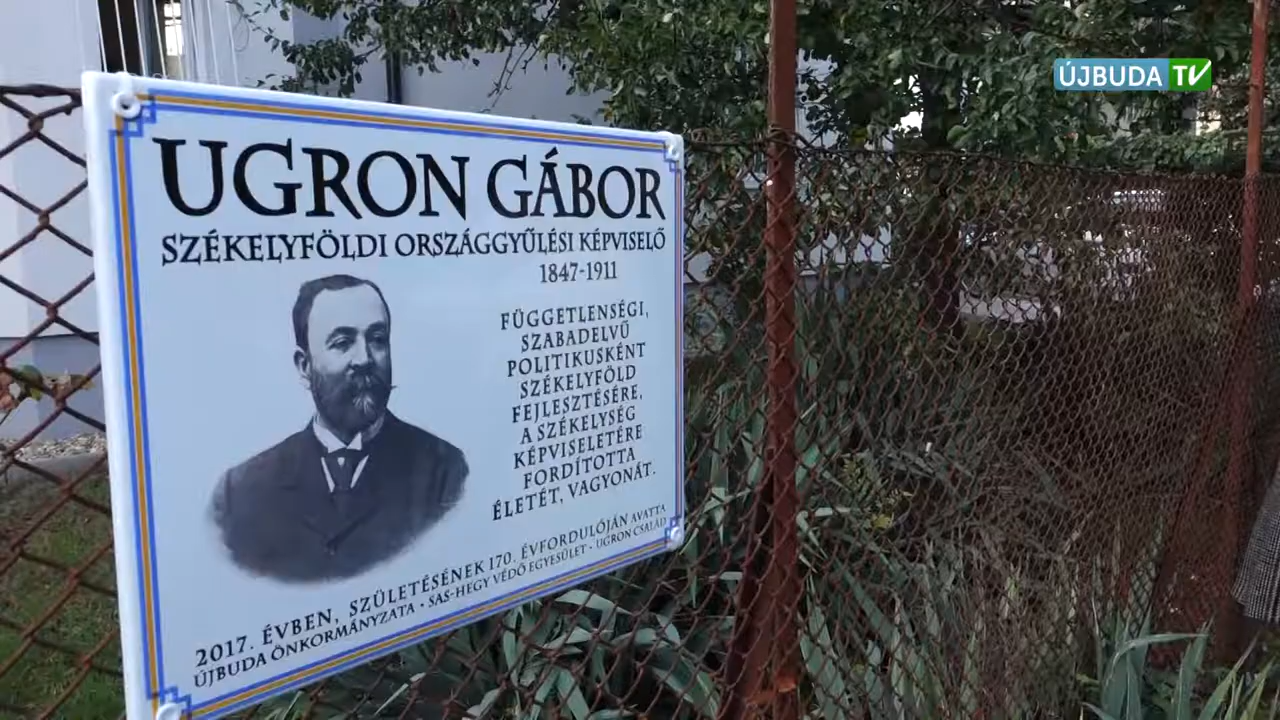 ÚJBUDA TV
UGRON GÁBOR
SZÉKELYFÖLDI ORSZÁGGYŰLÉSI KÉPVISELŐ
1847-1911
FÜGGETLENSÉGI,
SZABADELVŰ
POLITIKUSKÉNT
SZÉKELYFÖLD
FEJLESZTÉSÉRE,
A SZÉKELYSÉG
KÉPVISELETÉRE
FORDÍTOTTA
ÉLETÉT, VAGYONÁT.
2017. ÉVBEN, SZÜLETÉSÉNEK 170. ÉVFORDULÓJÁN AVATTA
ÚJBUDA ÖNKORMÁNYZATA • SAS-HEGY VÉDŐ EGYESÜLET • UGRON CSALÁD